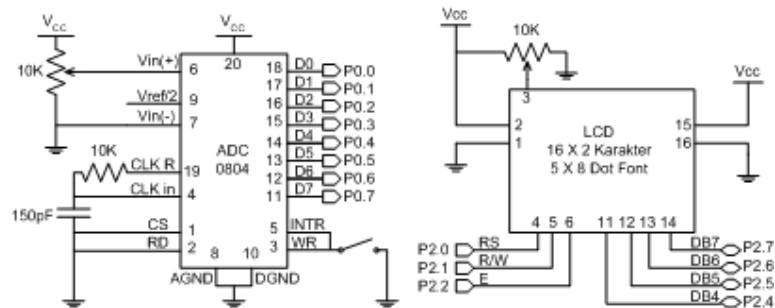 Vcc
10K
Vin(+)
6
Vref/2
9
Vin(-)
7
10K
CLK R
19
CLK in
4
150pF
CS
1
RD
2
Vcc
20
ADC
0804
8
10
AGND
DGND
18
D0
P0.0
17
D1
P0.1
16
D2
P0.2
15
D3
P0.3
14
D4
P0.4
13
D5
P0.5
12
D6
P0.6
11
D7
P0.7
5
INTR
3
WR
Vcc
10K
3
2
1
LCD
16 X 2 Karakter
5 X 8 Dot Font
Vcc
15
16
4
5
6
11
12
13
14
P2.0
RS
P2.1
R/W
P2.2
E
DB7
P2.7
DB6
P2.6
DB5
P2.5
DB4
P2.4